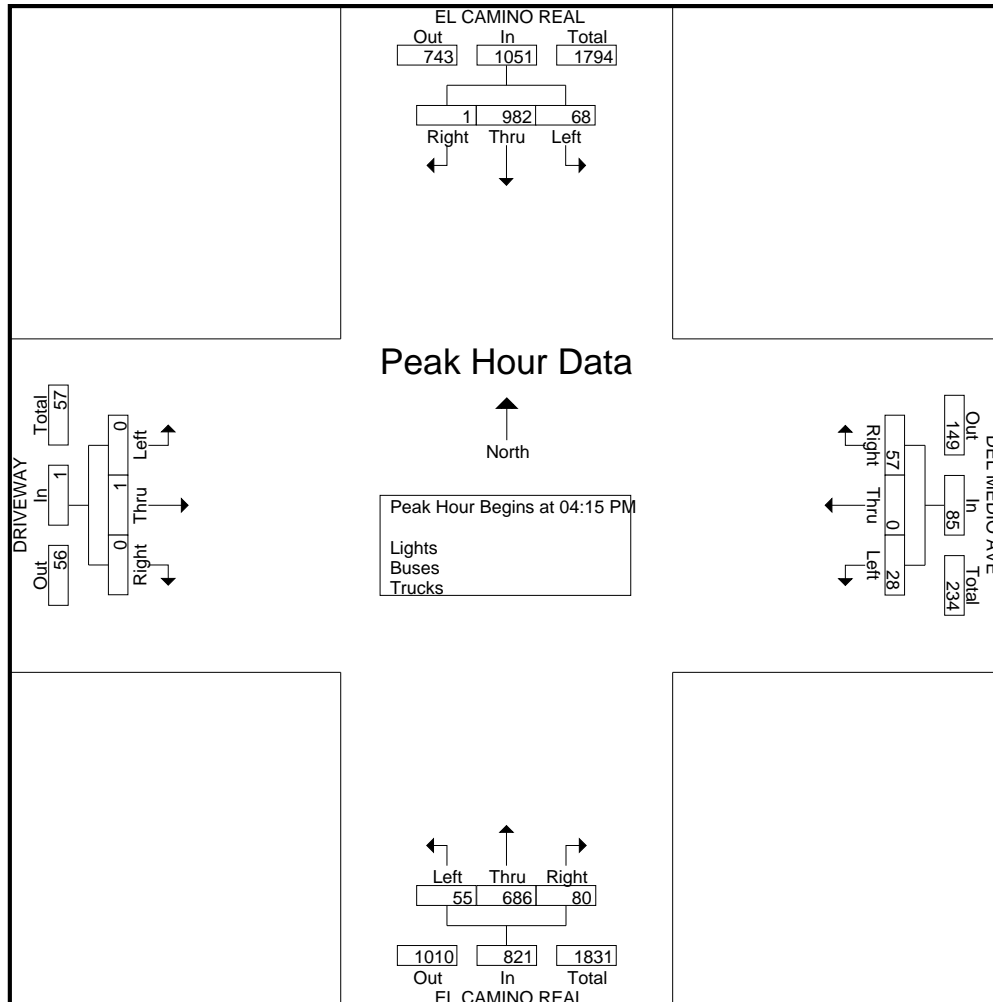 EL CAMINO REAL
Out In Total
743 1051 1794
1 982 68
Right Thru Left
Peak Hour Data
North
Peak Hour Begins at 04:15 PM
Lights
Buses
Trucks
DRIVEWAY
Out In Total
56 1 57
0 1 0
Right Thru Left
DEL MEDIO AVE
Out In Total
149 85 234
57 0 28
Right Thru Left
Left Thru Right
55 686 80
1010 821 1831
Out In Total
EL CAMINO REAL